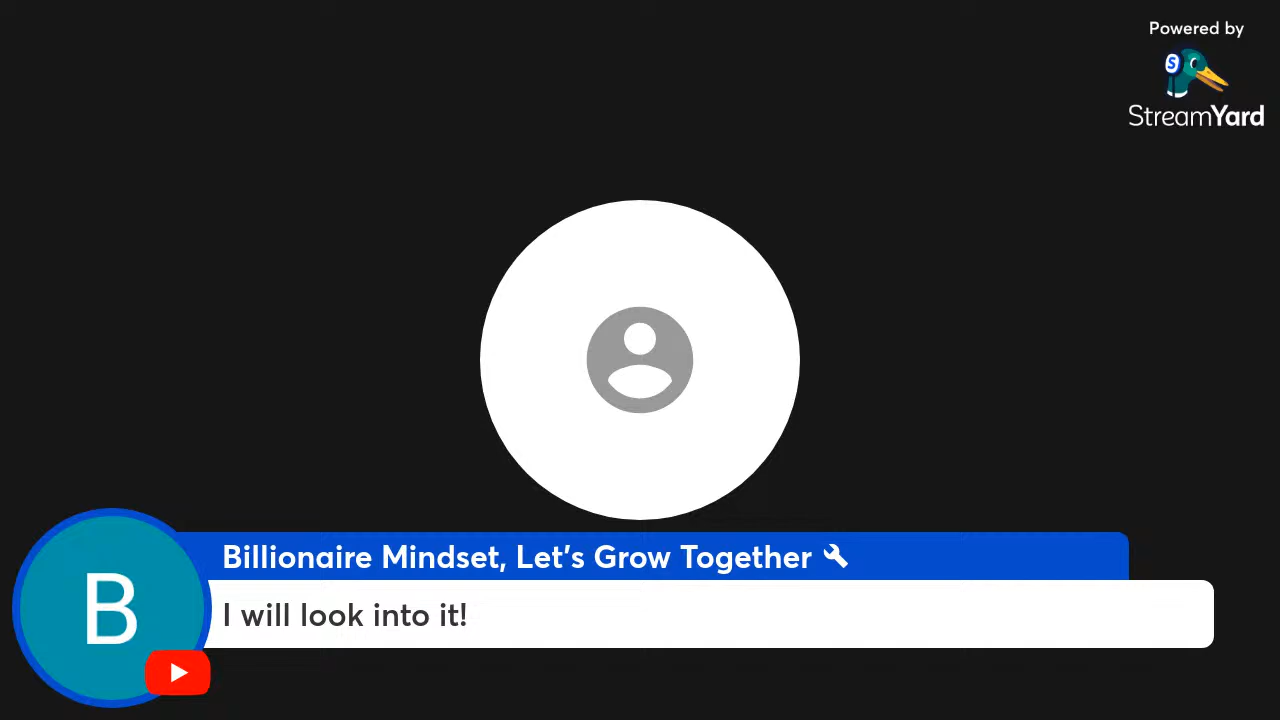 Powered by
S
StreamYard
Billionaire Mindset, Let's Grow Together
I will look into it!
B